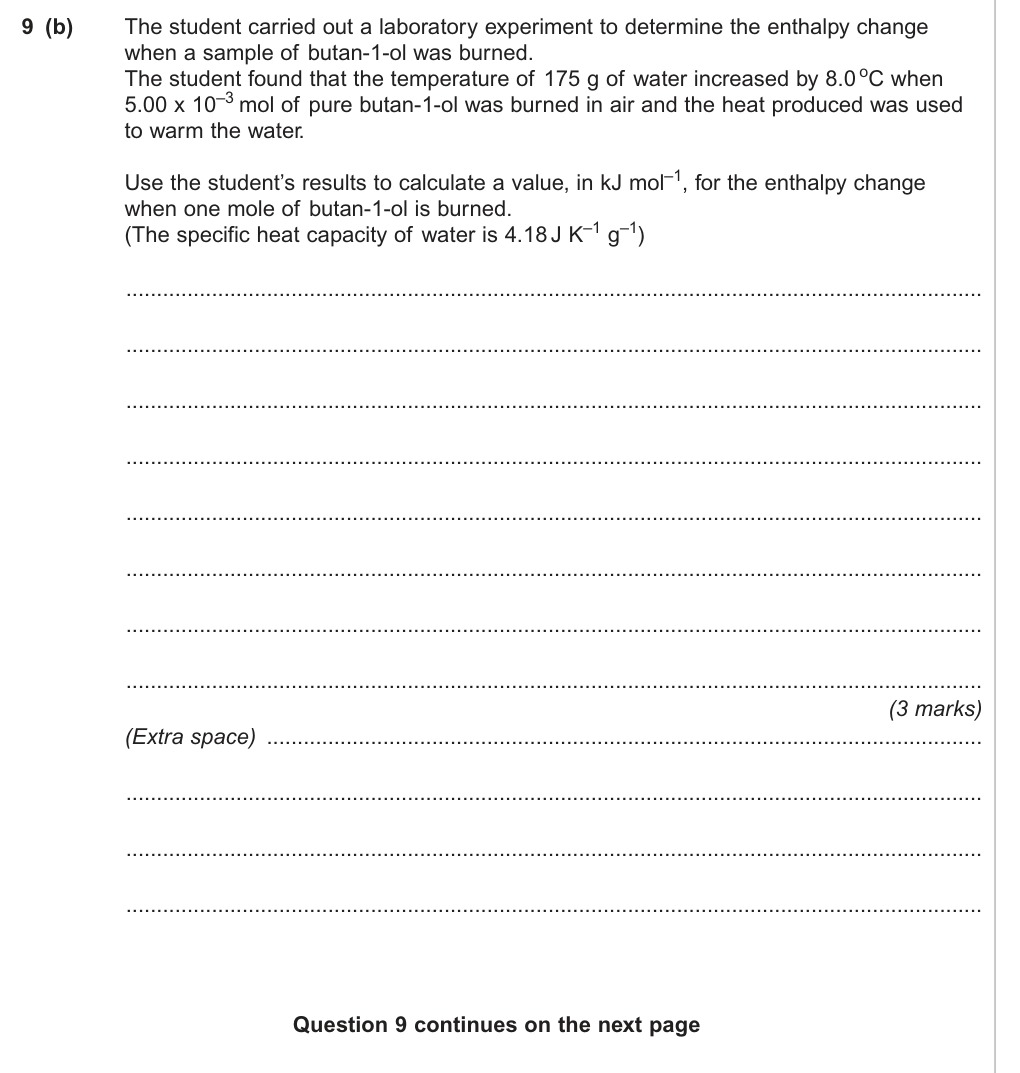 9 (b) The student carried out a laboratory experiment to determine the enthalpy change
when a sample of butan-1-ol was burned.
The student found that the temperature of 175 g of water increased by 8.0 °C when
5.00 x 10⁻³ mol of pure butan-1-ol was burned in air and the heat produced was used
to warm the water.
Use the student's results to calculate a value, in kJ mol⁻¹, for the enthalpy change
when one mole of butan-1-ol is burned.
(The specific heat capacity of water is 4.18 J K⁻¹ g⁻¹)
(3 marks)
(Extra space)
Question 9 continues on the next page